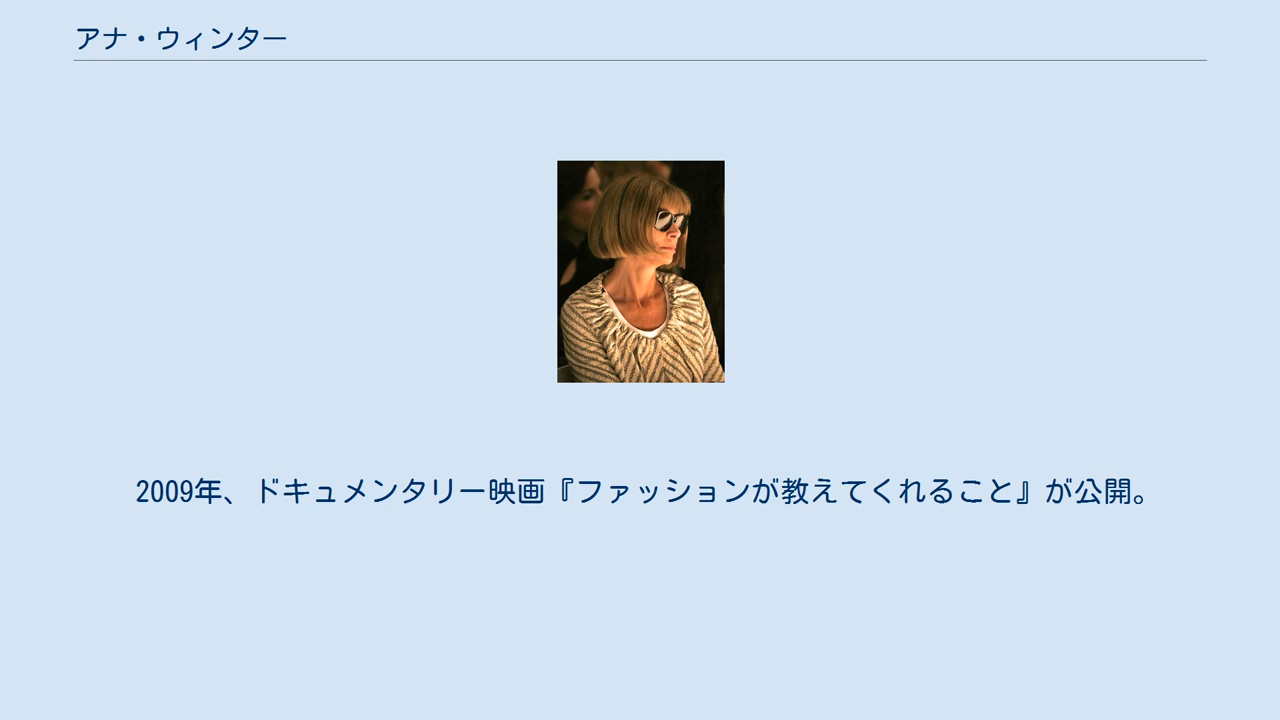 アナ・ウィンター
2009年、ドキュメンタリー映画『ファッションが教えてくれること』が公開。